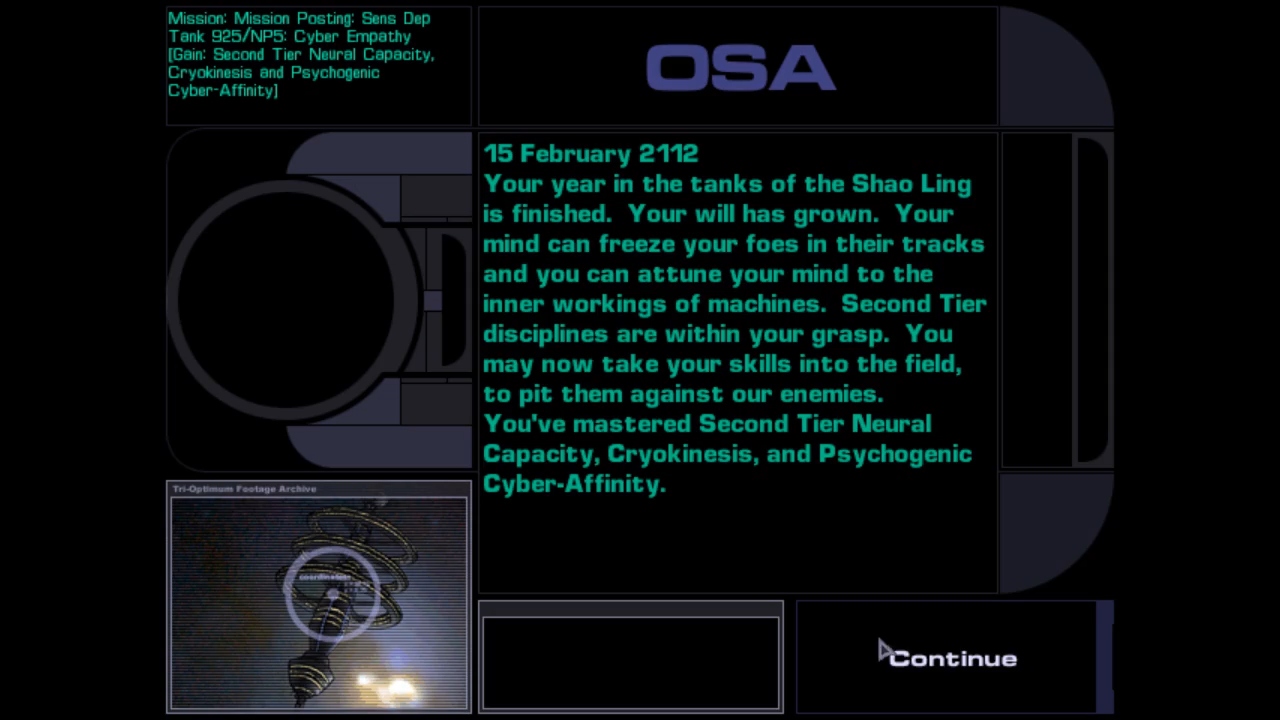 Mission: Mission Posting: Sens Dep
Tank 925/NP5: Cyber Empathy
[Gain: Second Tier Neural Capacity,
Cryokinesis and Psychogenic
Cyber-Affinity]
OSA
15 February 2112
Your year in the tanks of the Shao Ling
is finished. Your will has grown. Your
mind can freeze your foes in their tracks
and you can attune your mind to the
inner workings of machines. Second Tier
disciplines are within your grasp. You
may now take your skills into the field,
to pit them against our enemies.
You've mastered Second Tier Neural
Capacity, Cryokinesis, and Psychogenic
Cyber-Affinity.
Tri-Optimum Footage Archive
Continue